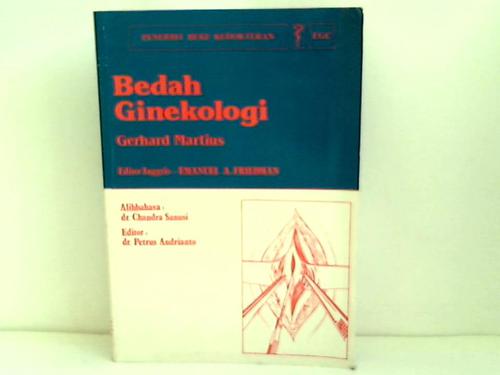 PENERBIT BUKU KEDOKTERAN EGC
Bedah
Ginekologi
Gerhard Martius
Editor Inggris - EMANUEL A. FRIEDMAN
Alihbahasa :
dr. Chandra Sanusi
Editor :
dr. Petrus Andrianto